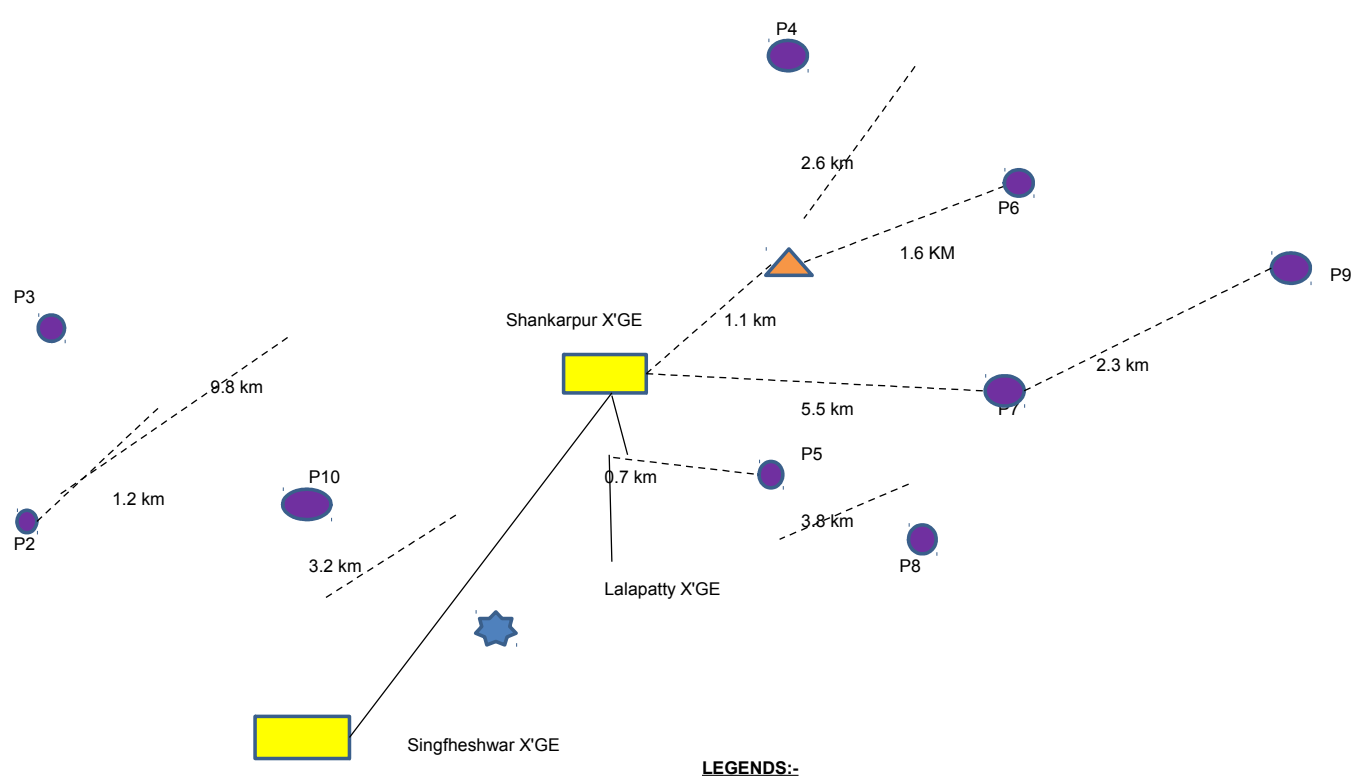 P4
2.6 km
P6
1.6 KM
P9
P3
Shankarpur X'GE
1.1 km
2.3 km
9.8 km
5.5 km
P7
P5
P10
0.7 km
1.2 km
3.8 km
P2
3.2 km
P8
Lalapatty X'GE
Singfheshwar X'GE
LEGENDS:-